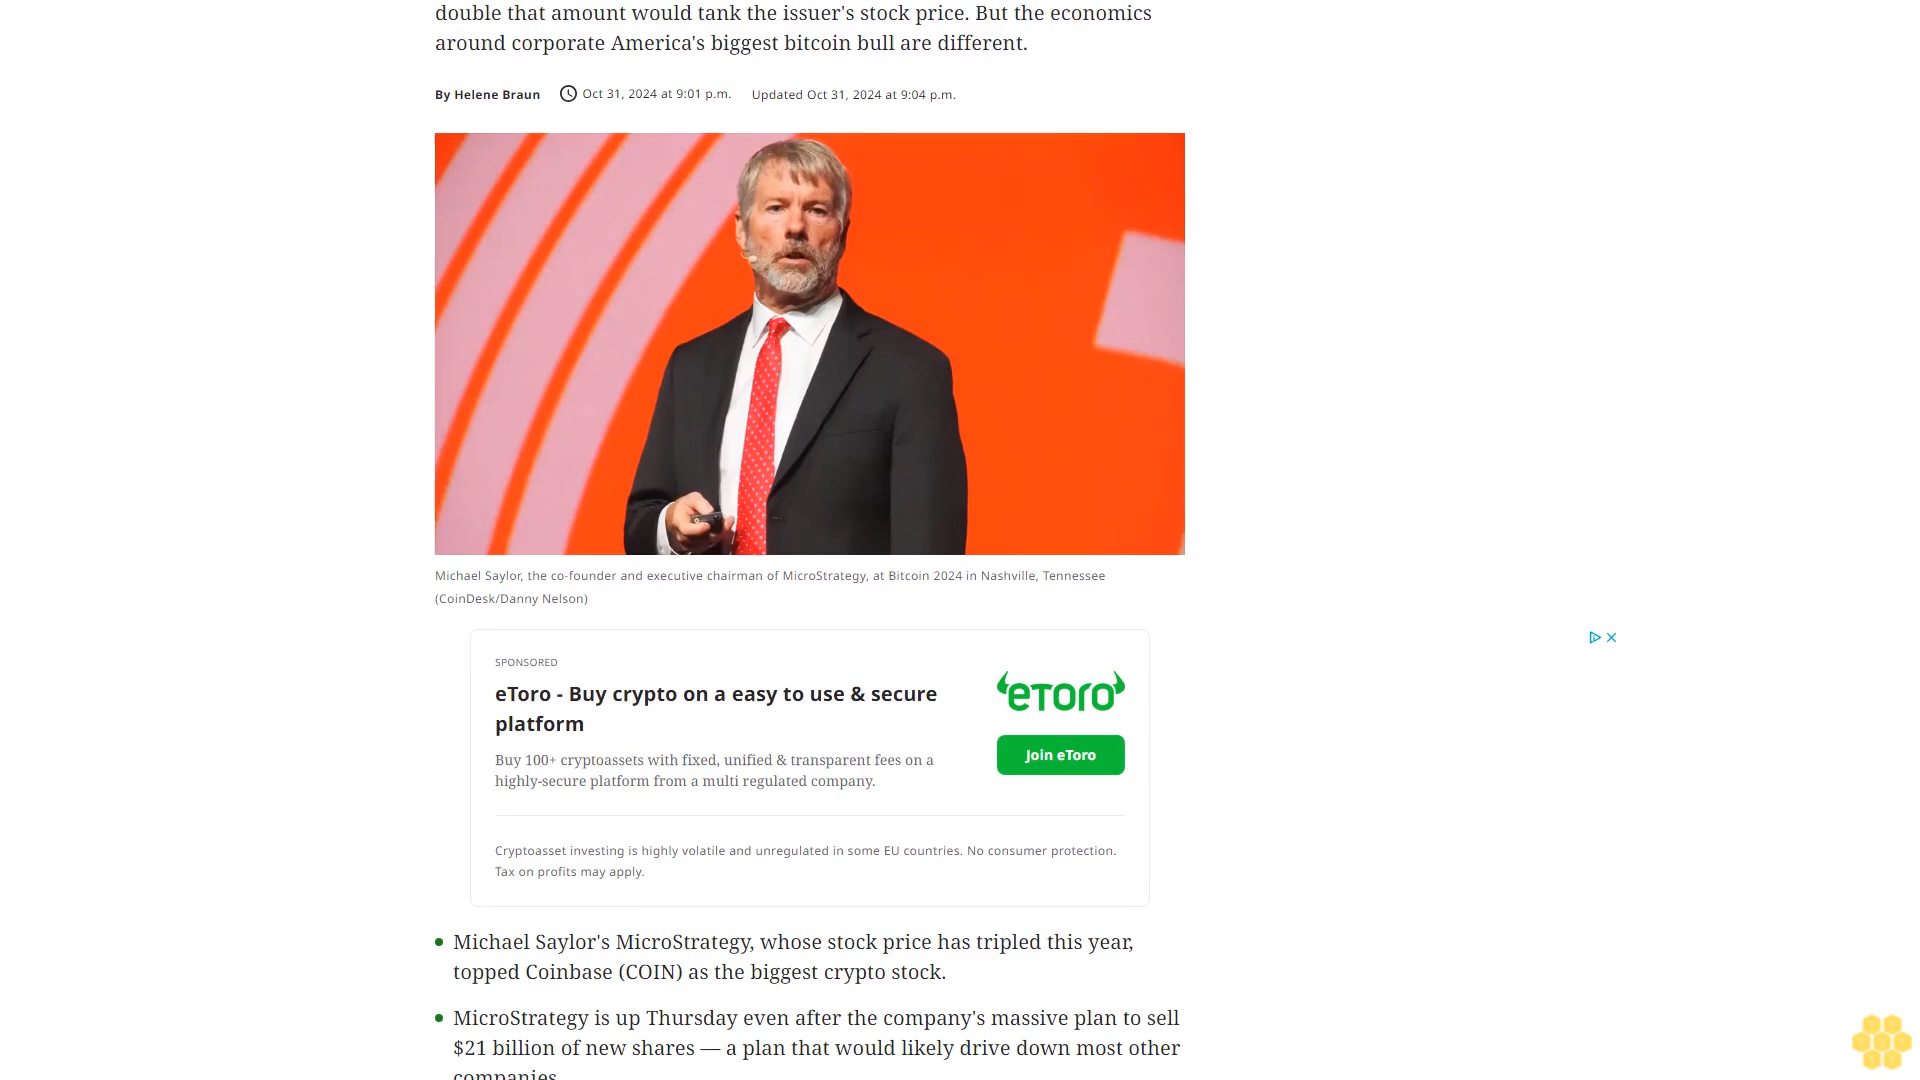 double that amount would tank the issuer's stock price. But the economics
around corporate America's biggest bitcoin bull are different.
By Helene Braun Oct 31, 2024 at 9:01 p.m. Updated Oct 31, 2024 at 9:04 p.m.
Michael Saylor, the co-founder and executive chairman of MicroStrategy, at Bitcoin 2024 in Nashville, Tennessee
(CoinDesk/Danny Nelson)
SPONSORED
eToro - Buy crypto on a easy to use & secure
platform
Buy 100+ cryptoassets with fixed, unified & transparent fees on a
highly-secure platform from a multi regulated company.
eToro
Join eToro
Cryptoasset investing is highly volatile and unregulated in some EU countries. No consumer protection.
Tax on profits may apply.
Michael Saylor's MicroStrategy, whose stock price has tripled this year,
topped Coinbase (COIN) as the biggest crypto stock.
MicroStrategy is up Thursday even after the company's massive plan to sell
$21 billion of new shares — a plan that would likely drive down most other
companies.